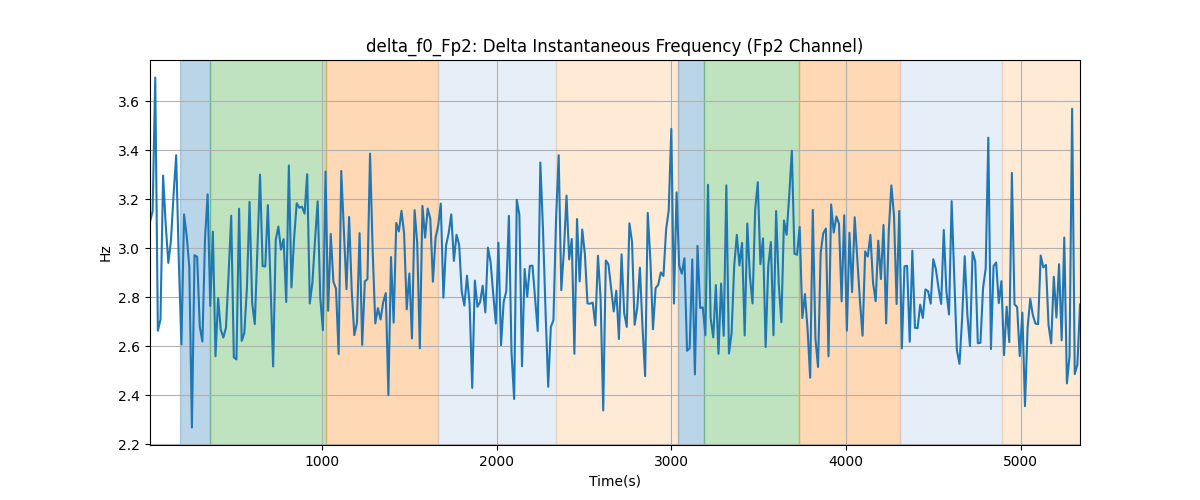 delta_f0_Fp2: Delta Instantaneous Frequency (Fp2 Channel)
3.6
3.4
3.2
3.0
2.8
2.6
2.4
2.2
Hz
1000 2000 3000 4000 5000
Time(s)